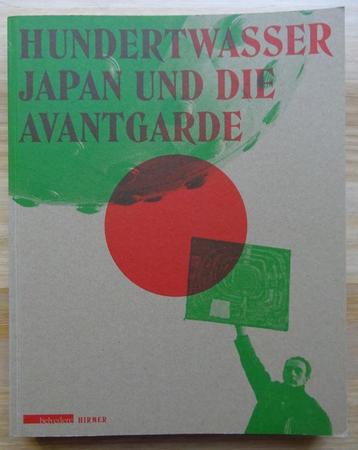 HUNDERTWASSER
JAPAN UND DIE
AVANTGARDE
belvedere HIRMER